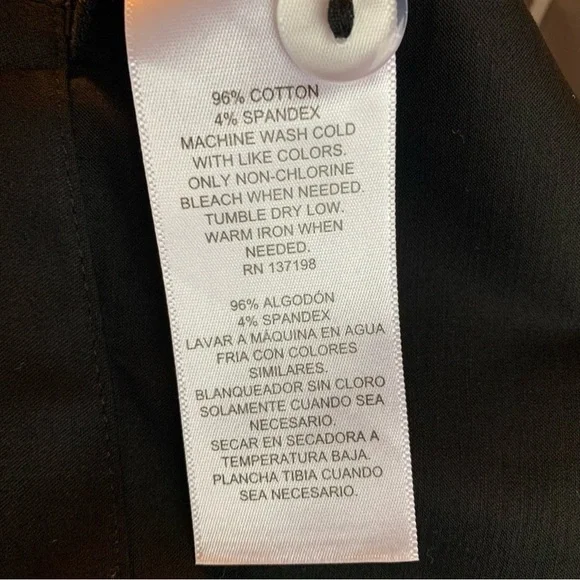 96% COTTON
4% SPANDEX
MACHINE WASH COLD
WITH LIKE COLORS.
ONLY NON-CHLORINE
BLEACH WHEN NEEDED.
TUMBLE DRY LOW.
WARM IRON WHEN
NEEDED.
RN 137198
96% ALGODÓN
4% SPANDEX
LAVAR A MÁQUINA EN AGUA
FRIA CON COLORES
SIMILARES.
BLANQUEADOR SIN CLORO
SOLAMENTE CUANDO SEA
NECESARIO.
SECAR EN SECADORA A
TEMPERATURA BAJA.
PLANCHA TIBIA CUANDO
SEA NECESARIO.